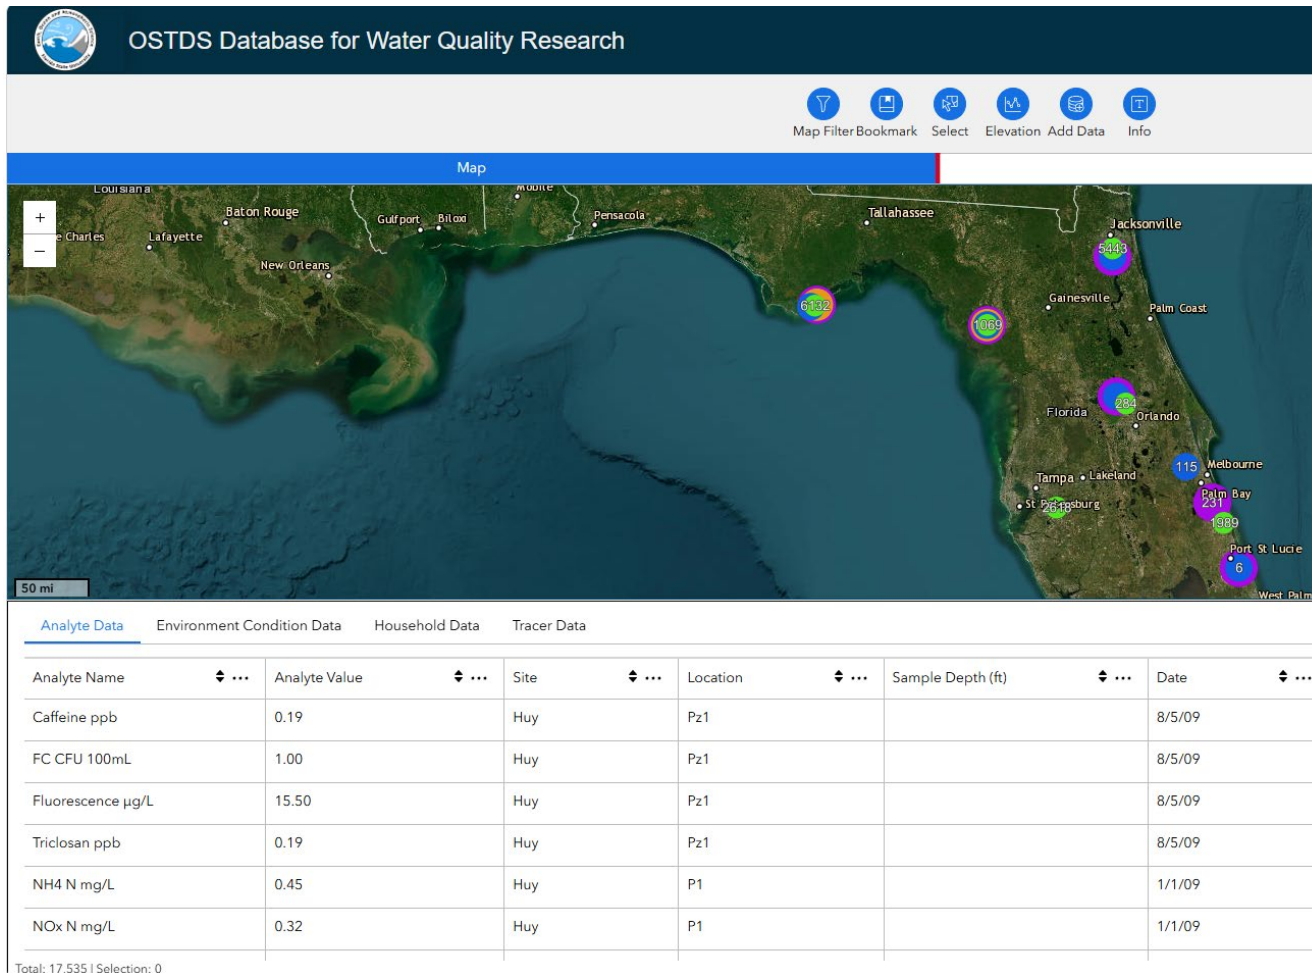 OSTDS Database for Water Quality Research
Map Filter Bookmark Select Elevation Add Data Info
Map
Louisiana
Mobile
Baton Rouge
Gulfport Biloxi
Pensacola
Tallahassee
Jacksonville
+
e Charles
Lafayette
5443
−
New Orleans
Gainesville
6132
Palm Coast
1069
284
Florida
Orlando
115
Melbourne
Tampa
Lakeland
Palm Bay
231
2618
1989
Port St Lucie
6
50 mi
West Palm
Analyte Data Environment Condition Data Household Data Tracer Data
Analyte Name Analyte Value Site Location Sample Depth (ft) Date
Caffeine ppb 0.19 Huy Pz1 8/5/09
FC CFU 100mL 1.00 Huy Pz1 8/5/09
Fluorescence µg/L 15.50 Huy Pz1 8/5/09
Triclosan ppb 0.19 Huy Pz1 8/5/09
NH4 N mg/L 0.45 Huy P1 1/1/09
NOx N mg/L 0.32 Huy P1 1/1/09
Total: 17,535 | Selection: 0